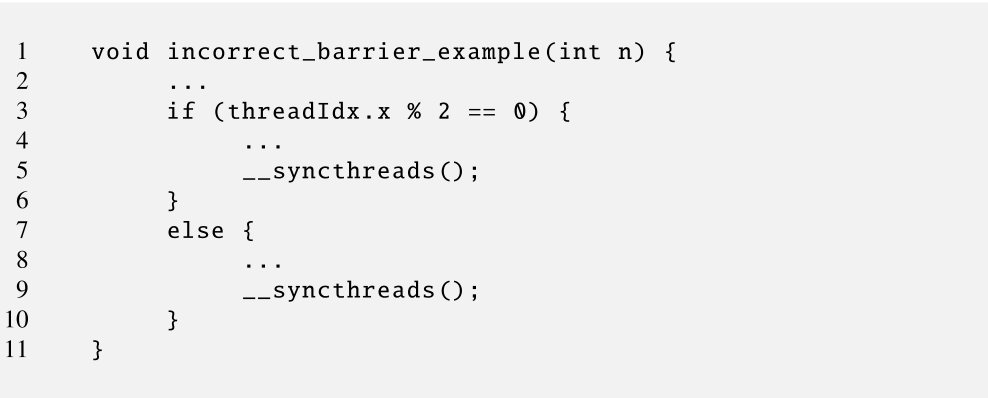 1 void incorrect_barrier_example(int n) {
2 ...
3 if (threadIdx.x % 2 == 0) {
4 ...
5 __syncthreads();
6 }
7 else {
8 ...
9 __syncthreads();
10 }
11 }